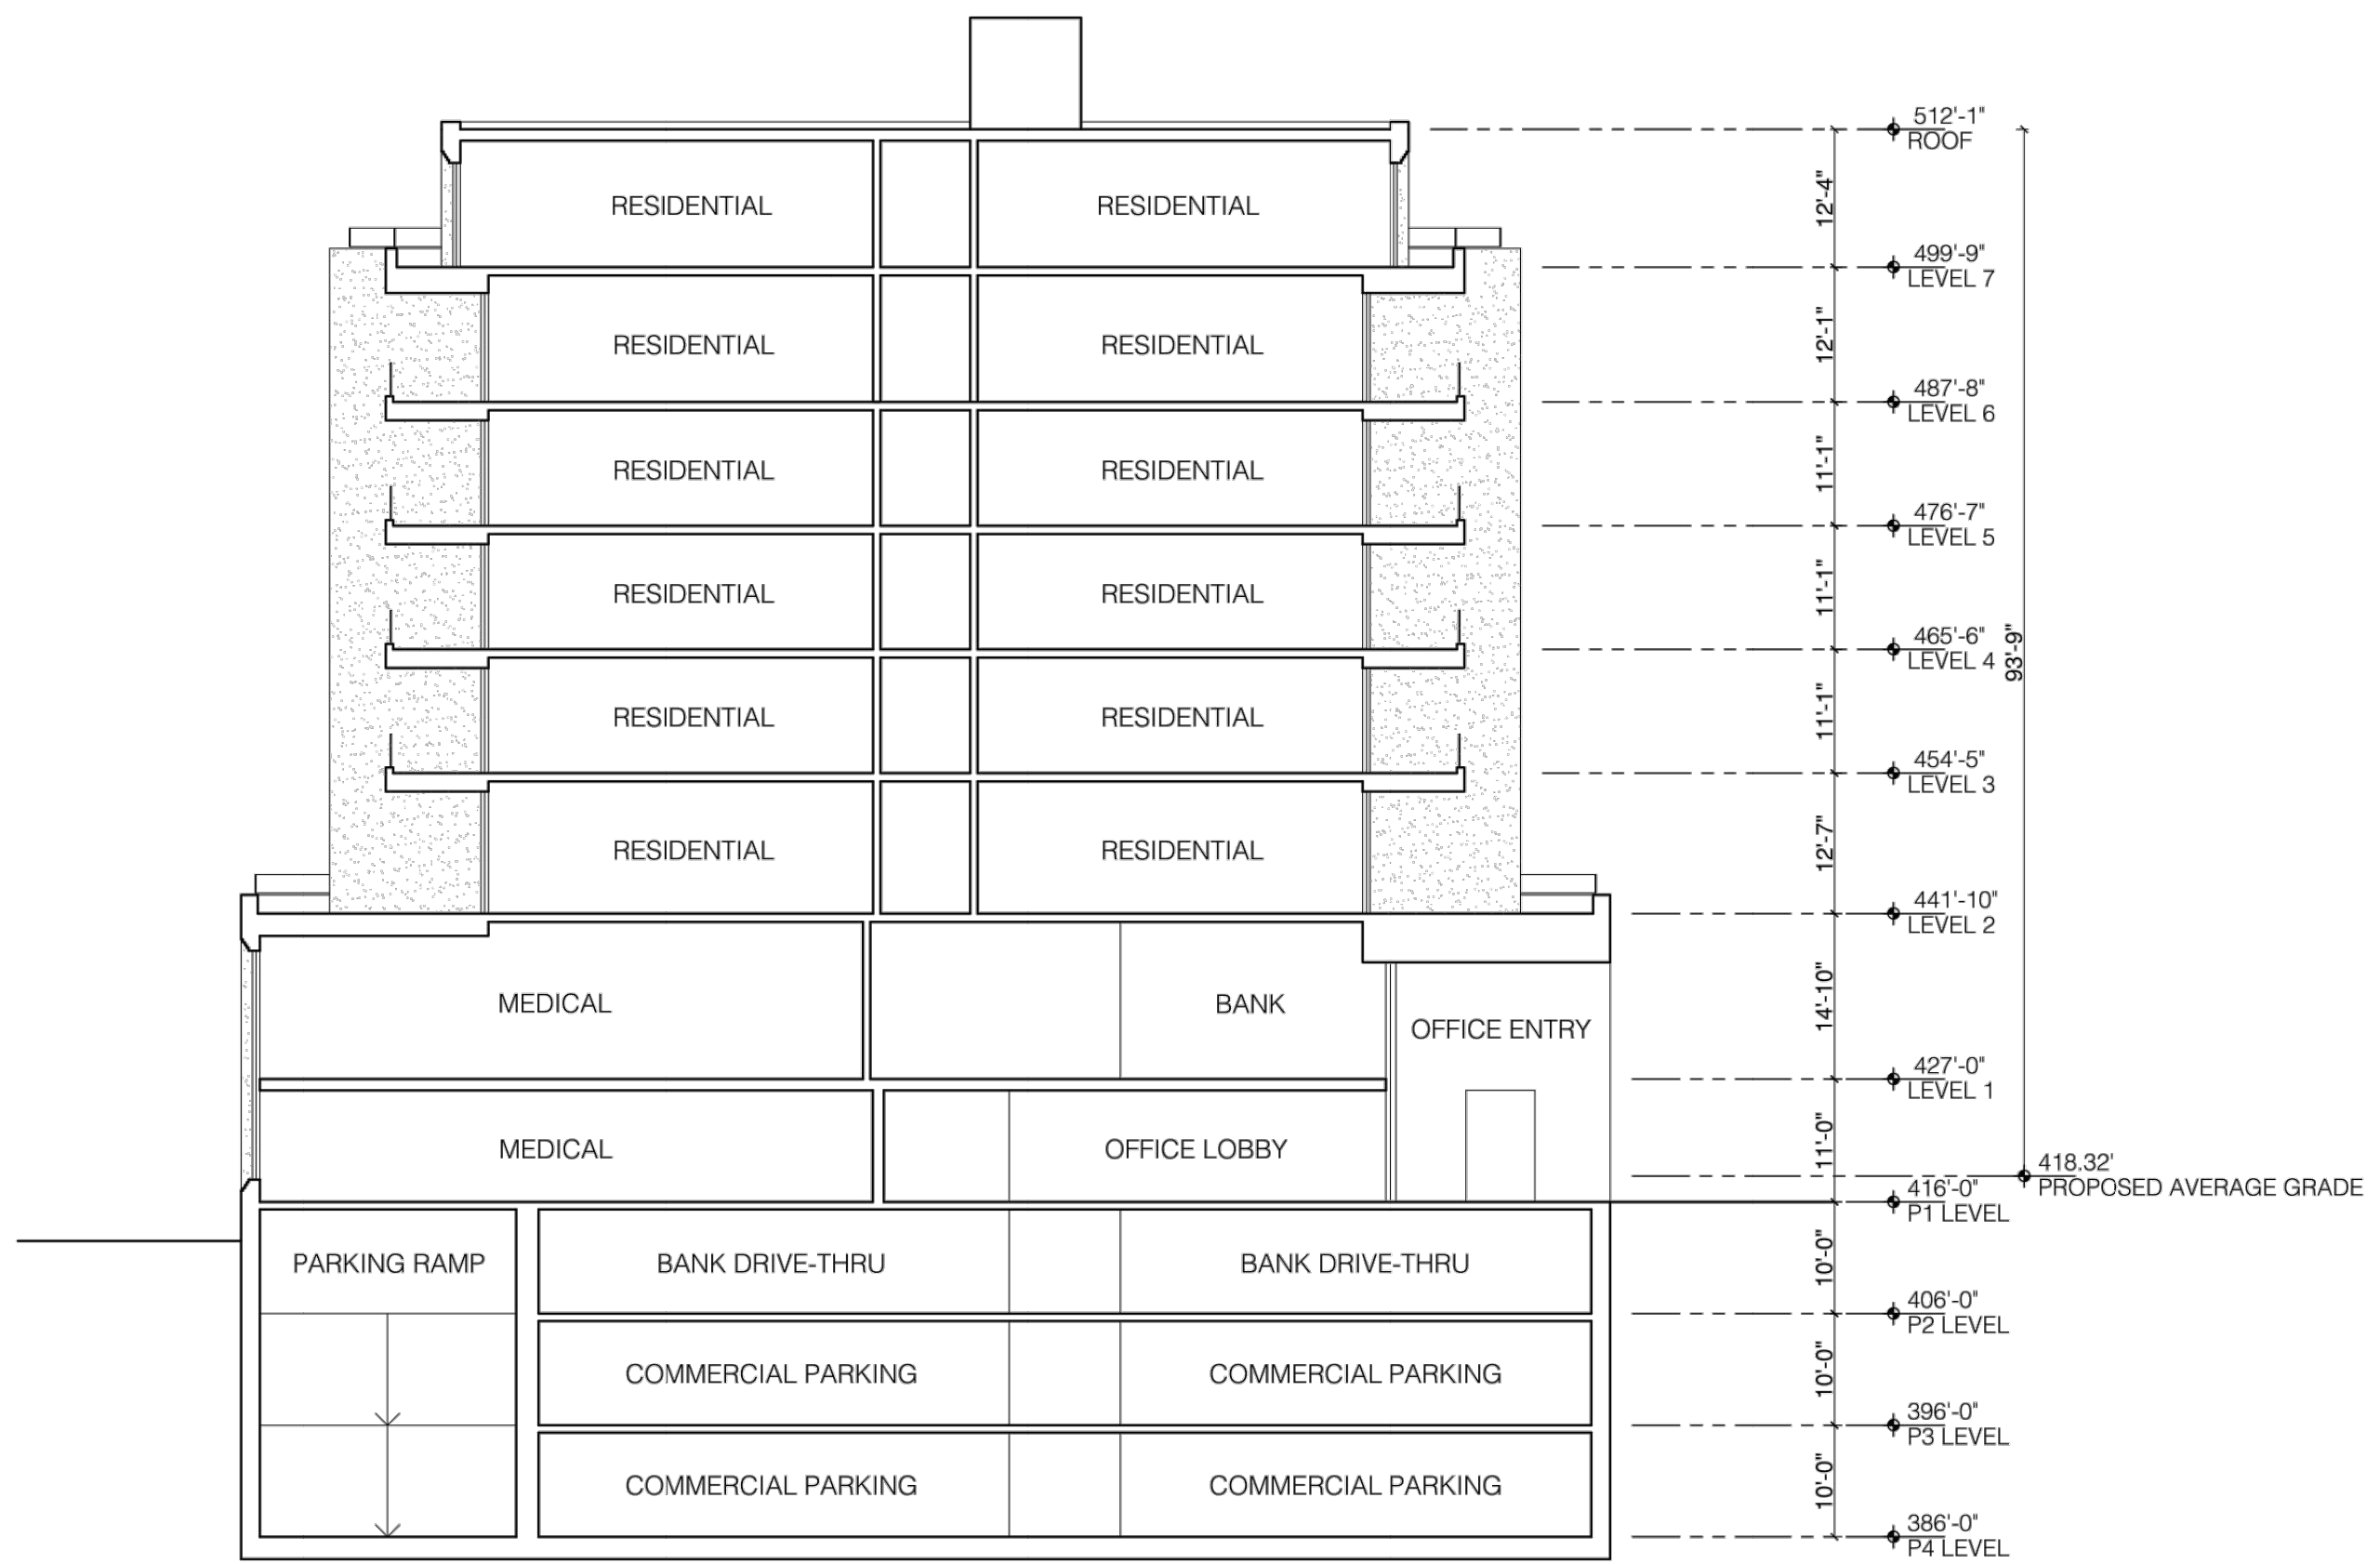 512'-1"
ROOF
12'-4"
RESIDENTIAL RESIDENTIAL
499'-9"
LEVEL 7
12'-1"
RESIDENTIAL RESIDENTIAL
487'-8"
LEVEL 6
11'-1"
RESIDENTIAL RESIDENTIAL
476'-7"
LEVEL 5
11'-1"
RESIDENTIAL RESIDENTIAL
465'-6"
LEVEL 4
93'-9"
11'-1"
RESIDENTIAL RESIDENTIAL
454'-5"
LEVEL 3
12'-7"
RESIDENTIAL RESIDENTIAL
441'-10"
LEVEL 2
14'-10"
MEDICAL BANK
OFFICE ENTRY
427'-0"
LEVEL 1
11'-0"
MEDICAL OFFICE LOBBY
418.32'
PROPOSED AVERAGE GRADE
416'-0"
P1 LEVEL
10'-0"
PARKING RAMP BANK DRIVE-THRU BANK DRIVE-THRU
406'-0"
P2 LEVEL
10'-0"
COMMERCIAL PARKING COMMERCIAL PARKING
396'-0"
P3 LEVEL
10'-0"
COMMERCIAL PARKING COMMERCIAL PARKING
386'-0"
P4 LEVEL